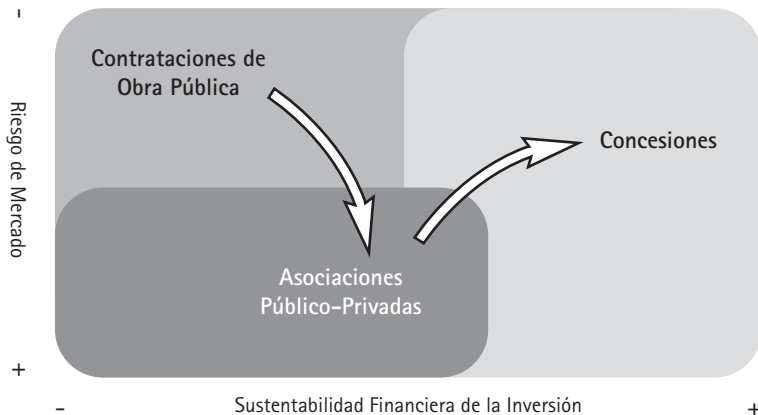 -
Contrataciones de
Obra Pública
Concesiones
Riesgo de Mercado
Asociaciones
Público-Privadas
+
-
Sustentabilidad Financiera de la Inversión
+